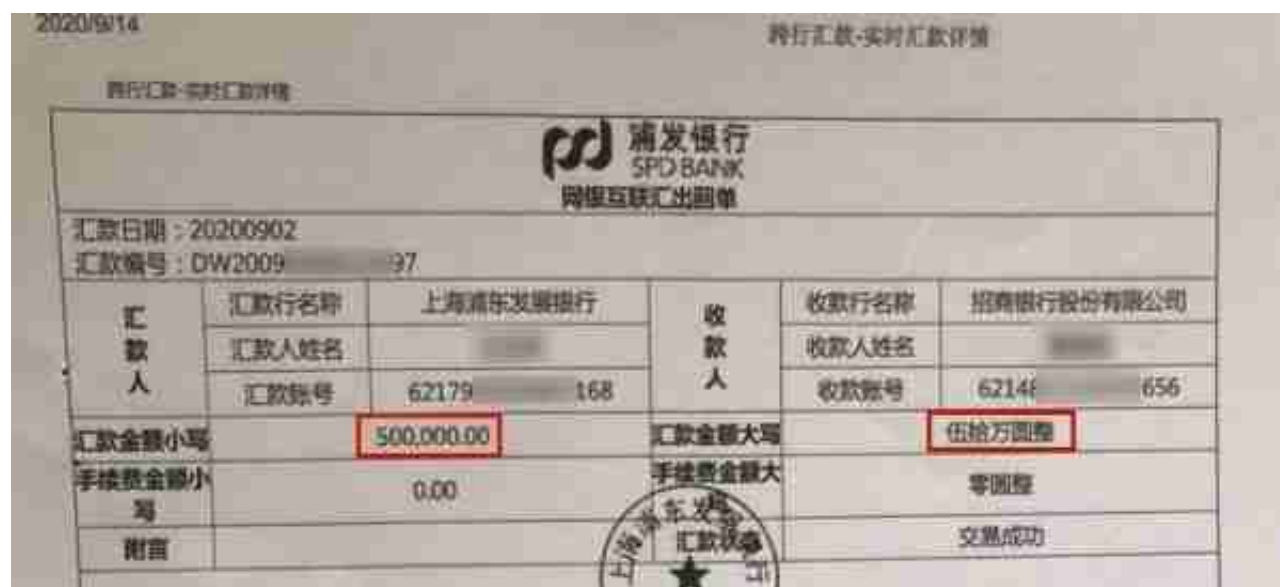 2020/9/14
跨行汇款-实时汇款详情
跨行汇款-实时汇款详情
浦发银行
SPD BANK
网银互联汇出回单
汇款日期:20200902
汇款编号:DW2009 97
汇款人
汇款行名称 上海浦东发展银行
汇款人姓名
汇款账号 62179 168
收款人
收款行名称 招商银行股份有限公司
收款人姓名
收款账号 62148 656
汇款金额小写 500,000.00 汇款金额大写 伍拾万圆整
手续费金额小写 0.00 手续费金额大写 零圆整
附言 汇款状态 交易成功
上海浦东发